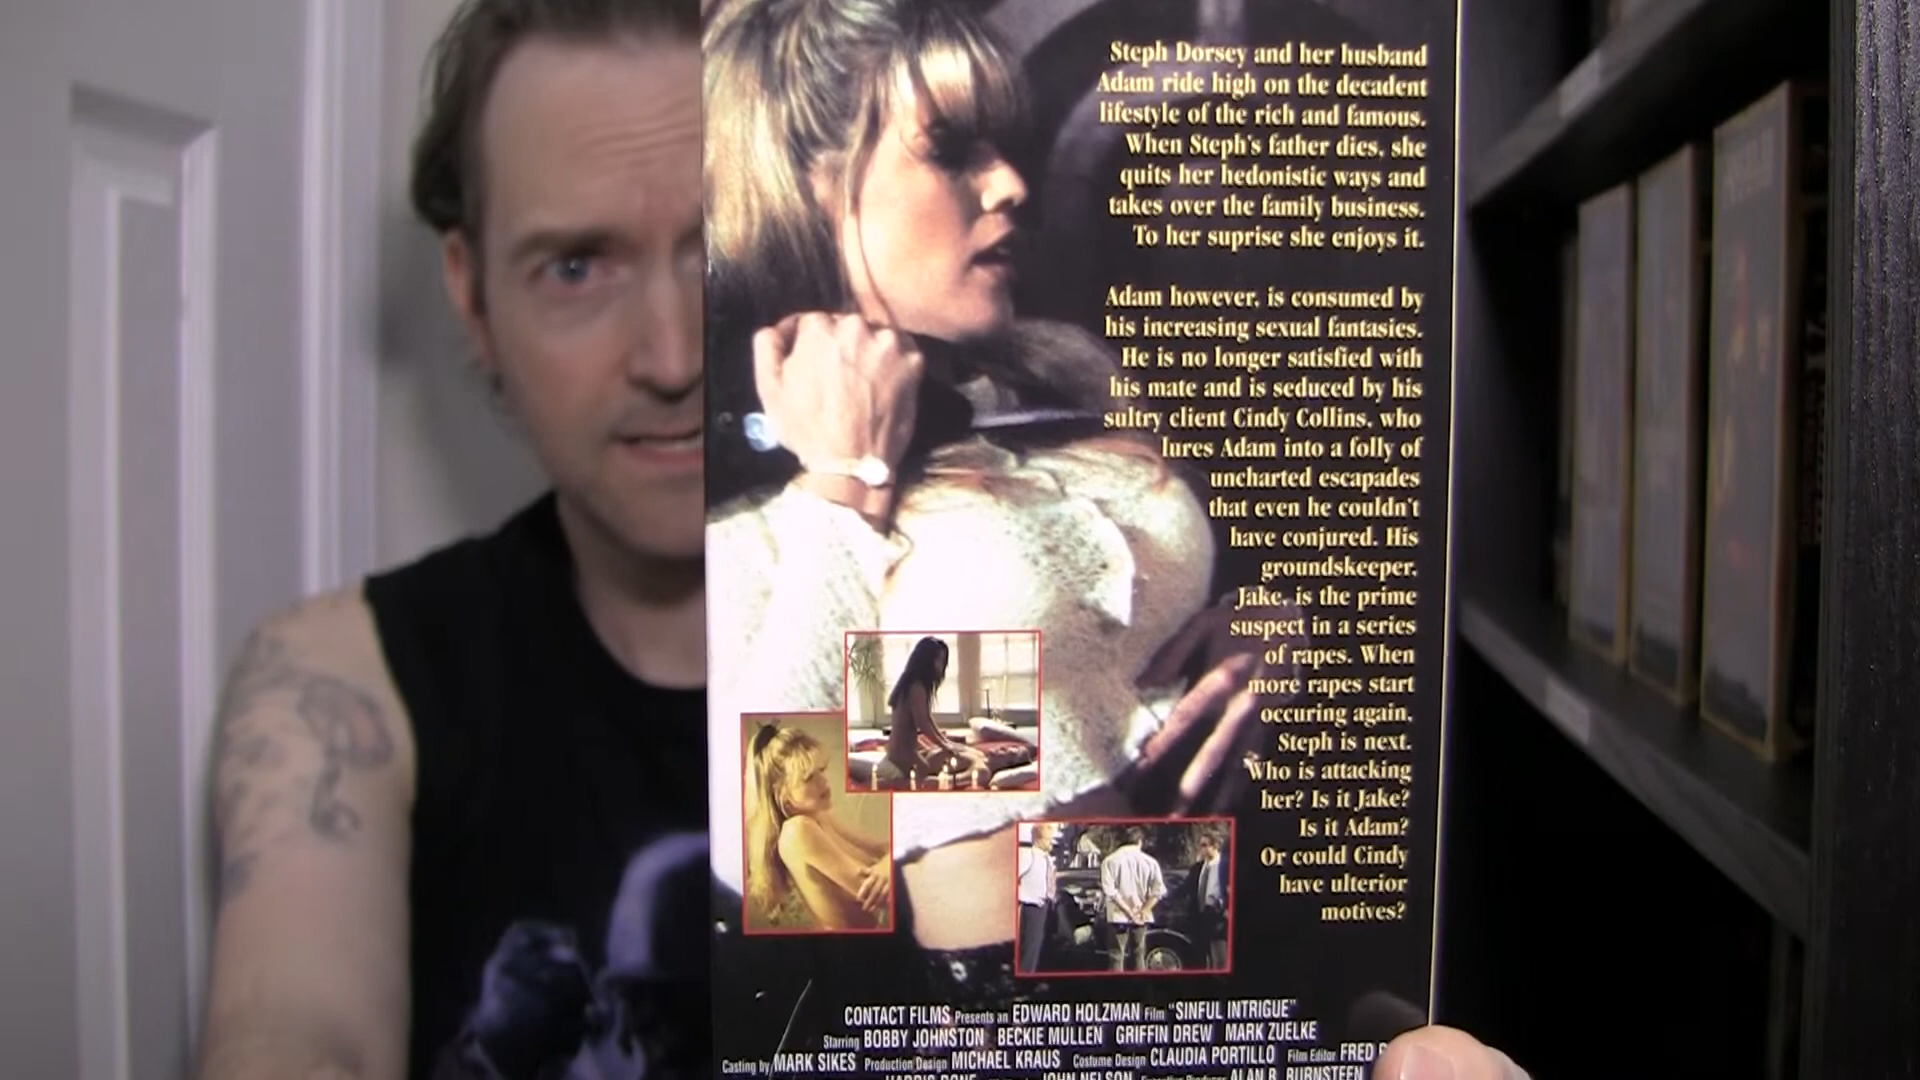 Steph Dorsey and her husband
Adam ride high on the decadent
lifestyle of the rich and famous.
When Steph's father dies, she
quits her hedonistic ways and
takes over the family business.
To her suprise she enjoys it.
Adam however, is consumed by
his increasing sexual fantasies.
He is no longer satisfied with
his mate and is seduced by his
sultry client Cindy Collins, who
lures Adam into a folly of
uncharted escapades
that even he couldn't
have conjured. His
groundskeeper,
Jake, is the prime
suspect in a series
of rapes. When
more rapes start
occuring again,
Steph is next.
Who is attacking
her? Is it Jake?
Is it Adam?
Or could Cindy
have ulterior
motives?
CONTACT FILMS Presents an EDWARD HOLZMAN Film "SINFUL INTRIGUE"
Starring BOBBY JOHNSTON BECKIE MULLEN GRIFFIN DREW MARK ZUELKE
Casting by MARK SIKES Production Design MICHAEL KRAUS Costume Design CLAUDIA PORTILLO Film Editor FRED
JOHN NELSON Executive Producer ALAN B. BURNSTEEN